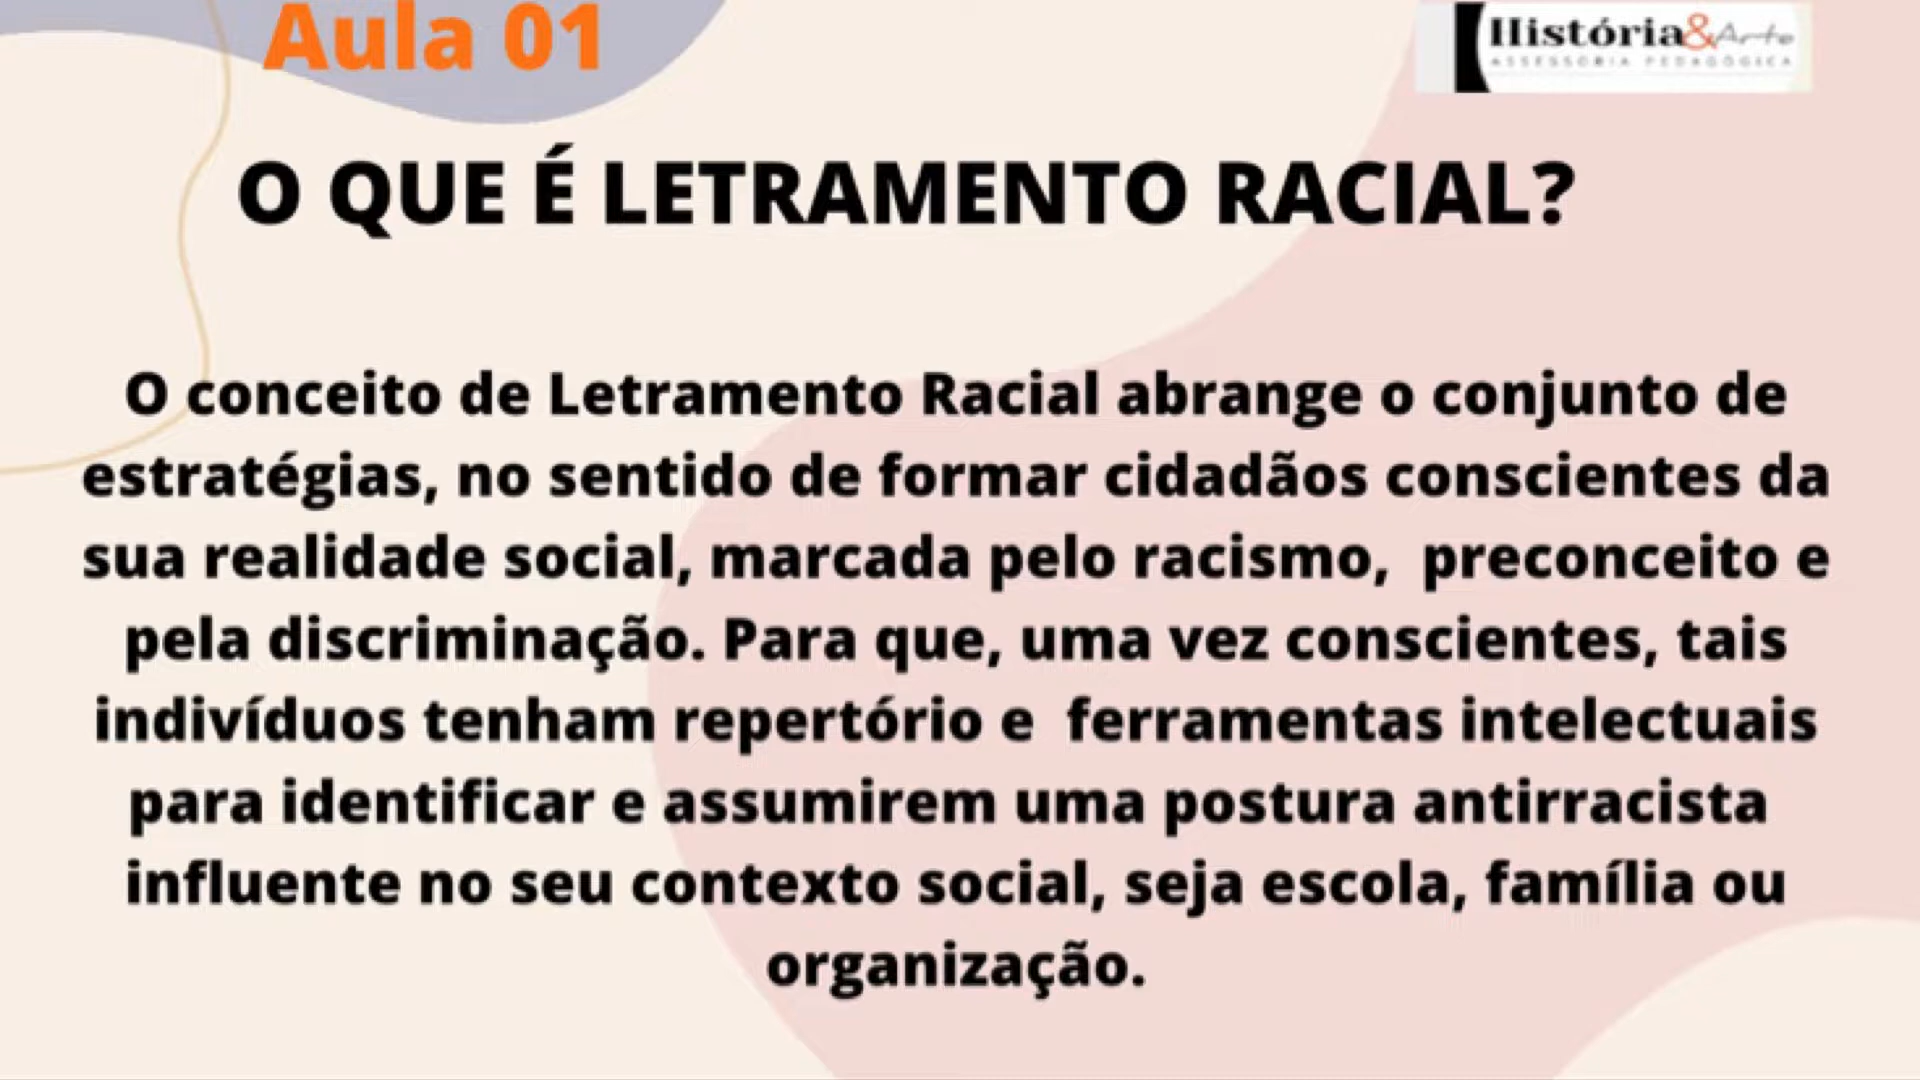 Aula 01
História&Arte
ASSESSORIA PEDAGÓGICA
O QUE É LETRAMENTO RACIAL?
O conceito de Letramento Racial abrange o conjunto de
estratégias, no sentido de formar cidadãos conscientes da
sua realidade social, marcada pelo racismo, preconceito e
pela discriminação. Para que, uma vez conscientes, tais
indivíduos tenham repertório e ferramentas intelectuais
para identificar e assumirem uma postura antirracista
influente no seu contexto social, seja escola, família ou
organização.